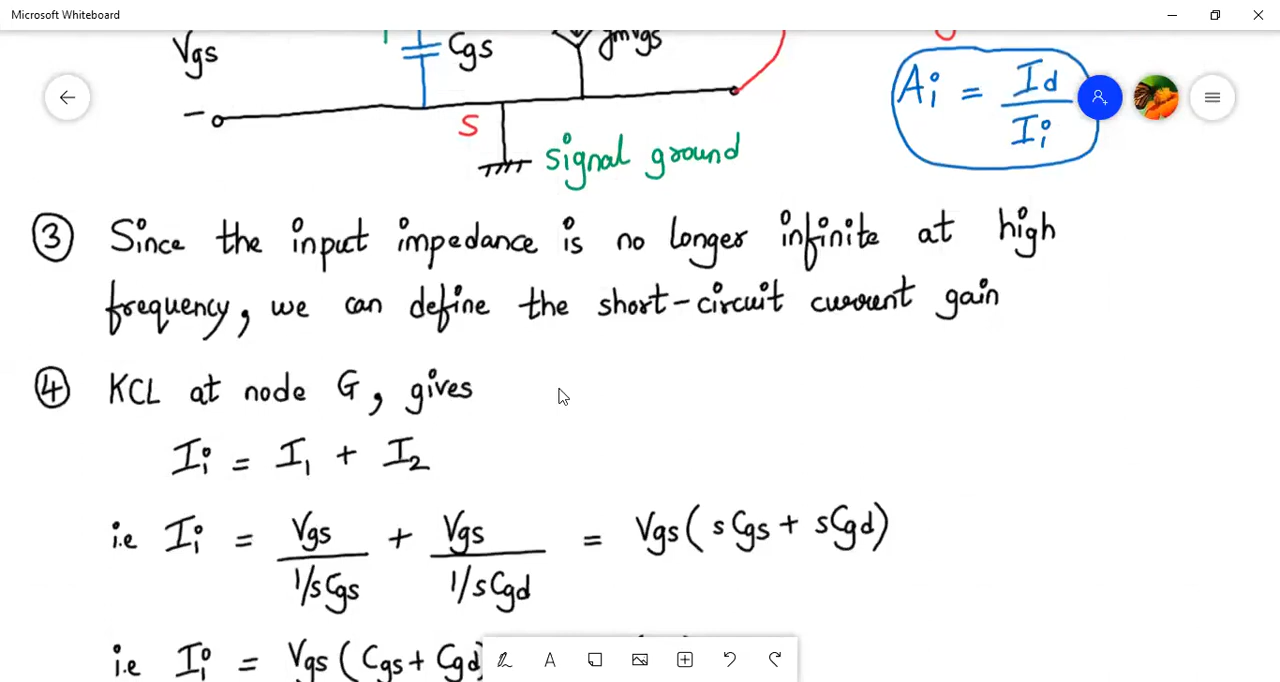 Microsoft Whiteboard
Vgs
Cgs
gmVgs
Ai = Id / Ii
S
signal ground
③ Since the input impedance is no longer infinite at high
frequency, we can define the short-circuit current gain
④ KCL at node G, gives
Ii = I1 + I2
i.e Ii = Vgs / 1/sCgs + Vgs / 1/sCgd = Vgs(sCgs + sCgd)
i.e Ii = Vgs(Cgs + Cgd)